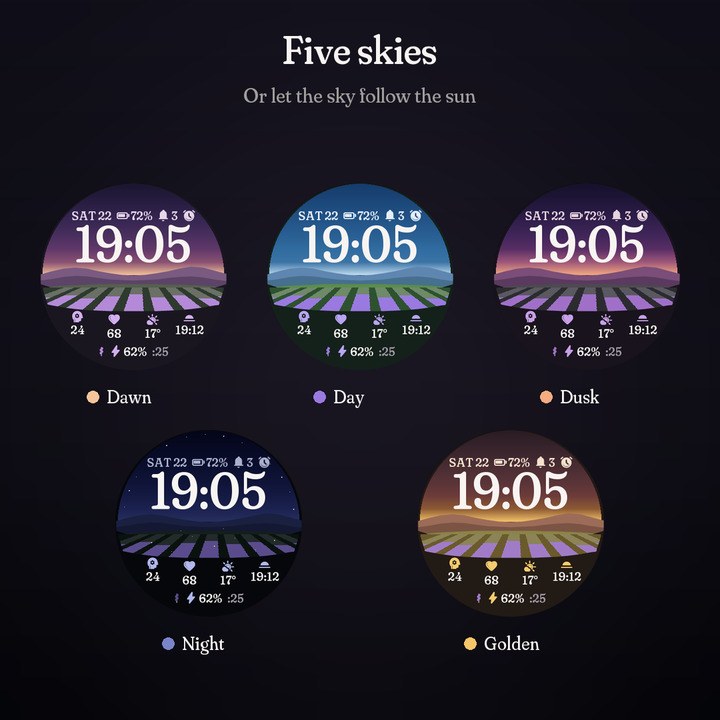 Five skies
Or let the sky follow the sun
SAT 22 72% 3
19:05
24 68 17° 19:12
62% :25
Dawn
SAT 22 72% 3
19:05
24 68 17° 19:12
62% :25
Day
SAT 22 72% 3
19:05
24 68 17° 19:12
62% :25
Dusk
SAT 22 72% 3
19:05
24 68 17° 19:12
62% :25
Night
SAT 22 72% 3
19:05
24 68 17° 19:12
62% :25
Golden